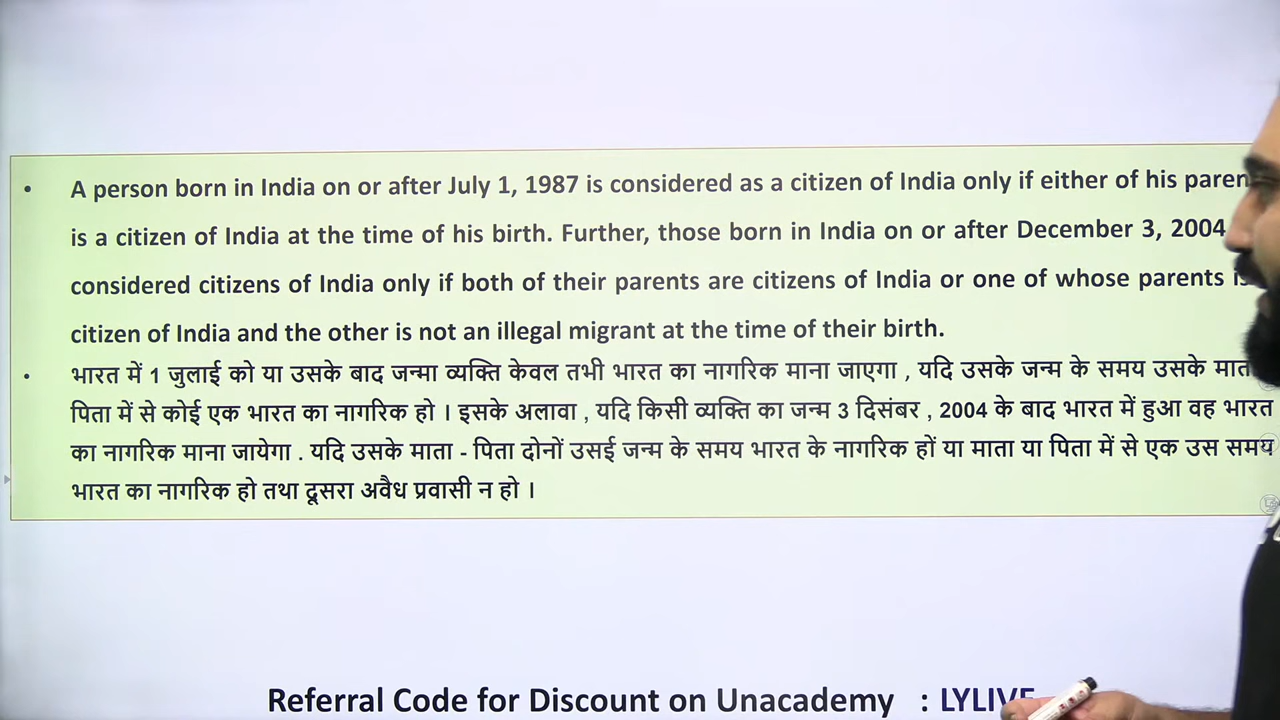 • A person born in India on or after July 1, 1987 is considered as a citizen of India only if either of his
is a citizen of India at the time of his birth. Further, those born in India on or after December 3, 2004
considered citizens of India only if both of their parents are citizens of India or one of whose parents
citizen of India and the other is not an illegal migrant at the time of their birth.
• भारत में 1 जुलाई को या उसके बाद जन्मा व्यक्ति केवल तभी भारत का नागरिक माना जाएगा , यदि उसके जन्म के समय उसके
पिता में से कोई एक भारत का नागरिक हो । इसके अलावा , यदि किसी व्यक्ति का जन्म 3 दिसंबर , 2004 के बाद भारत में हुआ वह भारत
का नागरिक माना जायेगा . यदि उसके माता - पिता दोनों उसई जन्म के समय भारत के नागरिक हों या माता या पिता में से एक उस समय
भारत का नागरिक हो तथा दूसरा अवैध प्रवासी न हो ।
Referral Code for Discount on Unacademy : LYLIVE